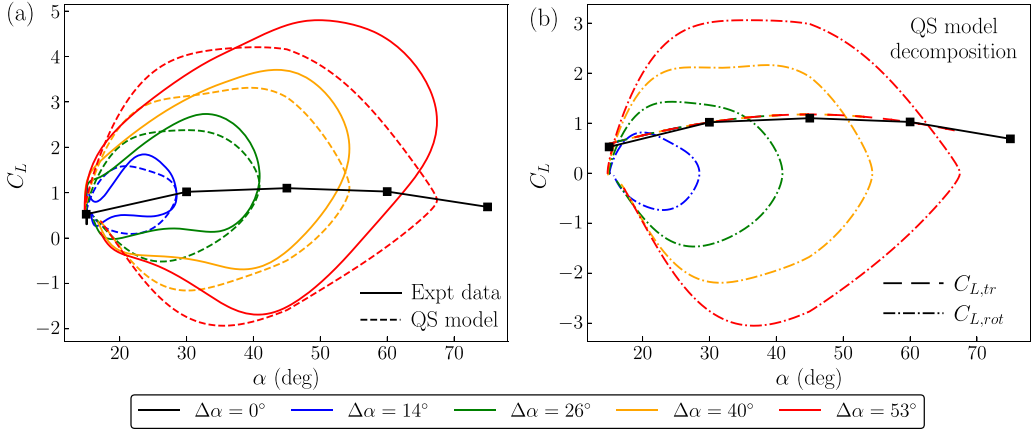 (a)
5
4
3
2
1
0
−1
−2
C_L
20 30 40 50 60 70
α (deg)
Expt data
QS model
(b)
QS model
decomposition
3
2
1
0
−1
−2
−3
C_L
20 30 40 50 60 70
α (deg)
C_{L,tr}
C_{L,rot}
Δα = 0° Δα = 14° Δα = 26° Δα = 40° Δα = 53°